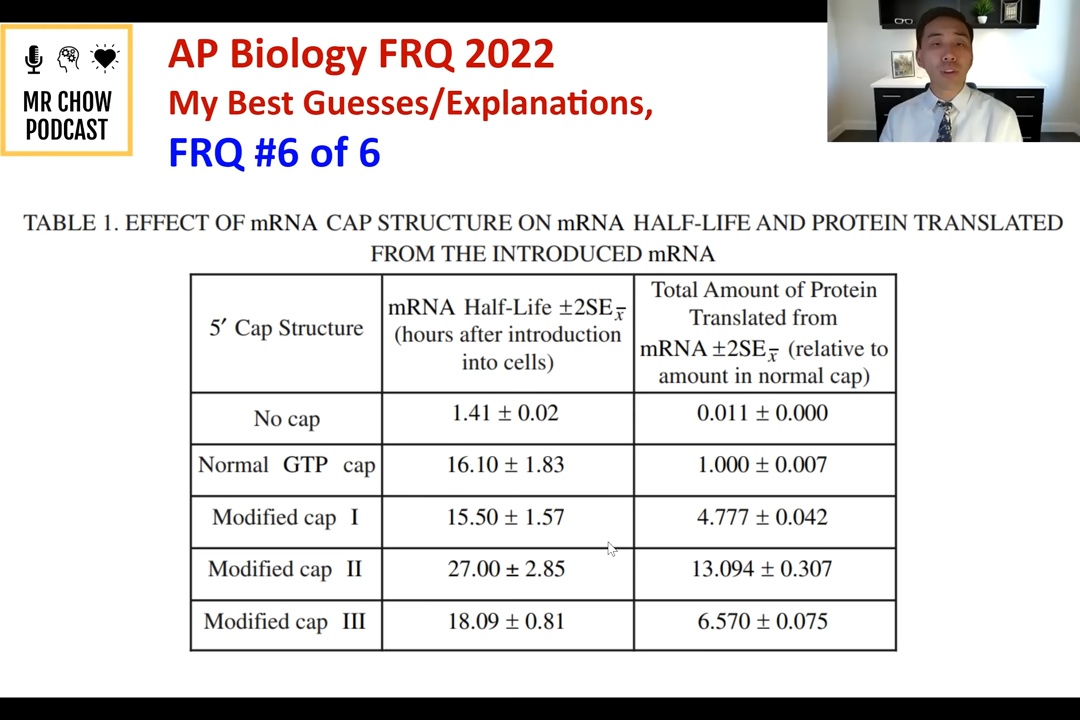 MR CHOW
PODCAST
AP Biology FRQ 2022
My Best Guesses/Explanations,
FRQ #6 of 6
TABLE 1. EFFECT OF mRNA CAP STRUCTURE ON mRNA HALF-LIFE AND PROTEIN TRANSLATED
FROM THE INTRODUCED mRNA
5′ Cap Structure
mRNA Half-Life ±2SE x̄
(hours after introduction
into cells)
Total Amount of Protein
Translated from
mRNA ±2SE x̄ (relative to
amount in normal cap)
No cap 1.41 ± 0.02 0.011 ± 0.000
Normal GTP cap 16.10 ± 1.83 1.000 ± 0.007
Modified cap I 15.50 ± 1.57 4.777 ± 0.042
Modified cap II 27.00 ± 2.85 13.094 ± 0.307
Modified cap III 18.09 ± 0.81 6.570 ± 0.075